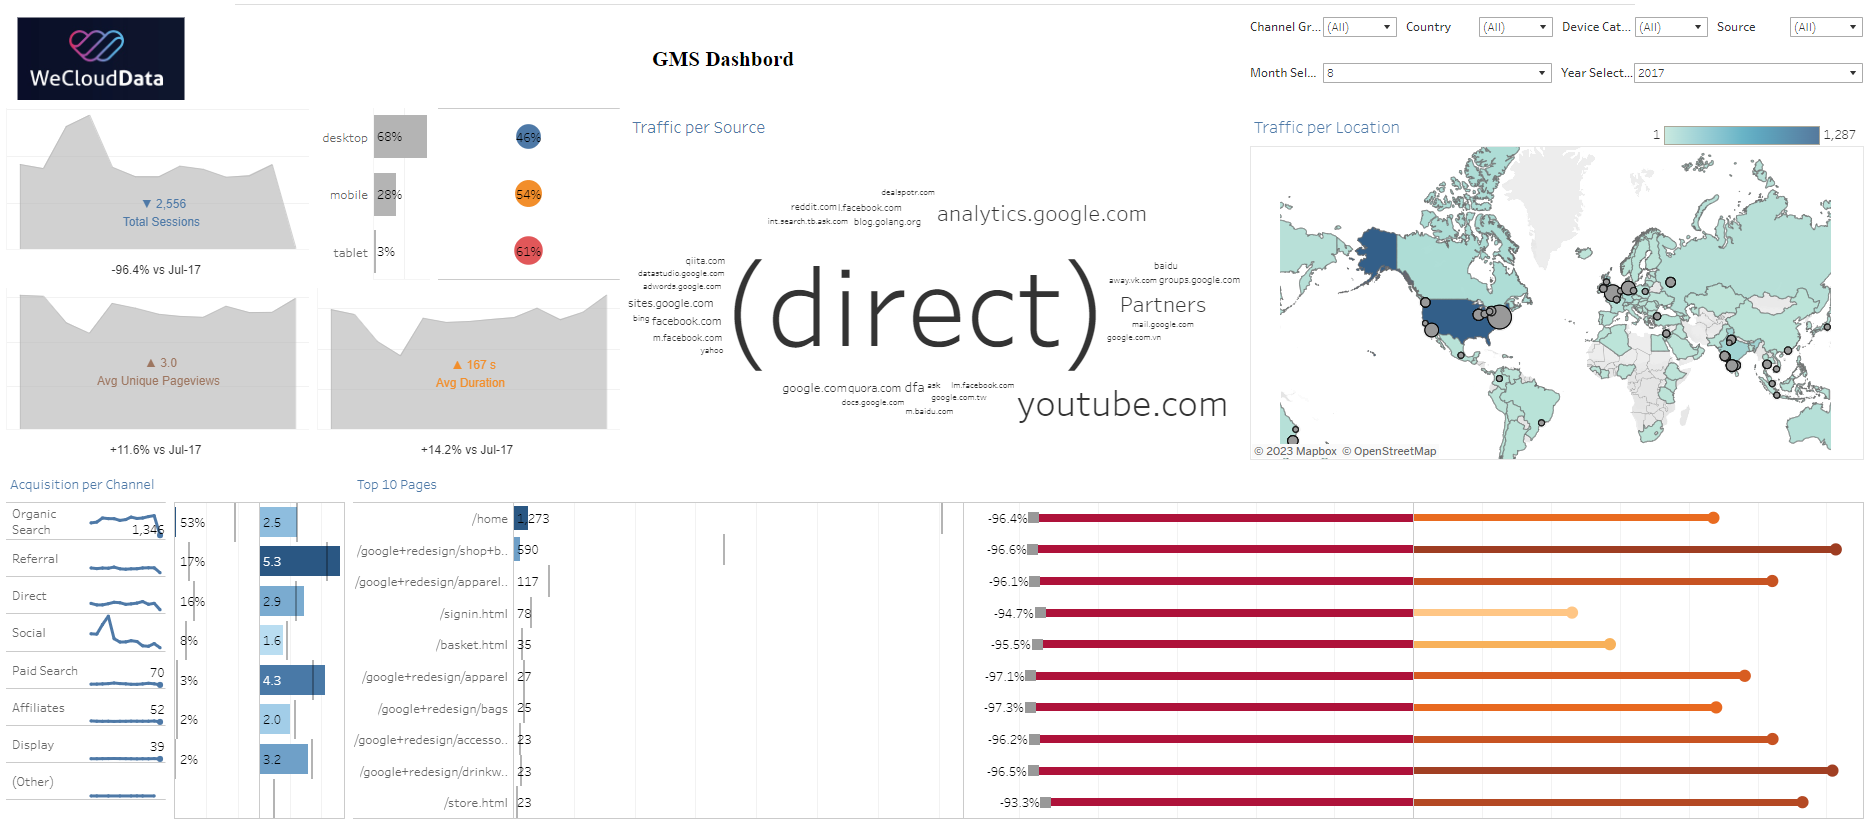 WeCloudData
GMS Dashbord
Channel Gr... (All) Country (All) Device Cat... (All) Source (All)
Month Sel... 8 Year Select... 2017
▼ 2,556
Total Sessions
-96.4% vs Jul-17
desktop 68% 46%
mobile 28% 54%
tablet 3% 61%
▲ 3.0
Avg Unique Pageviews
+11.6% vs Jul-17
▲ 167 s
Avg Duration
+14.2% vs Jul-17
Traffic per Source
dealspotr.com
reddit.com l.facebook.com
int.search.tb.ask.com blog.golang.org
analytics.google.com
qiita.com
datastudio.google.com
adwords.google.com
sites.google.com
bing facebook.com
m.facebook.com
yahoo
(direct)
baidu
away.vk.com groups.google.com
Partners
mail.google.com
google.com.vn
google.com quora.com dfa ask lm.facebook.com
google.com.tw
docs.google.com
m.baidu.com
youtube.com
Traffic per Location
1 1,287
© 2023 Mapbox © OpenStreetMap
Acquisition per Channel
Organic Search 1,346 53% 2.5
Referral 17% 5.3
Direct 16% 2.9
Social 8% 1.6
Paid Search 70 3% 4.3
Affiliates 52 2% 2.0
Display 39 2% 3.2
(Other)
Top 10 Pages
/home 1,273 -96.4%
/google+redesign/shop+b.. 590 -96.6%
/google+redesign/apparel.. 117 -96.1%
/signin.html 78 -94.7%
/basket.html 35 -95.5%
/google+redesign/apparel 27 -97.1%
/google+redesign/bags 25 -97.3%
/google+redesign/accesso.. 23 -96.2%
/google+redesign/drinkw.. 23 -96.5%
/store.html 23 -93.3%